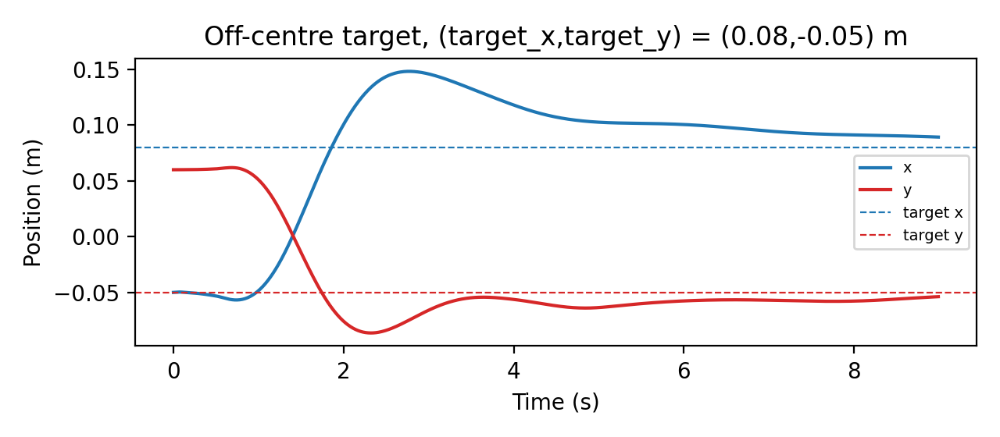 Off-centre target, (target_x,target_y) = (0.08,-0.05) m
Position (m)
0.15
0.10
0.05
0.00
−0.05
x
y
target x
target y
0 2 4 6 8
Time (s)